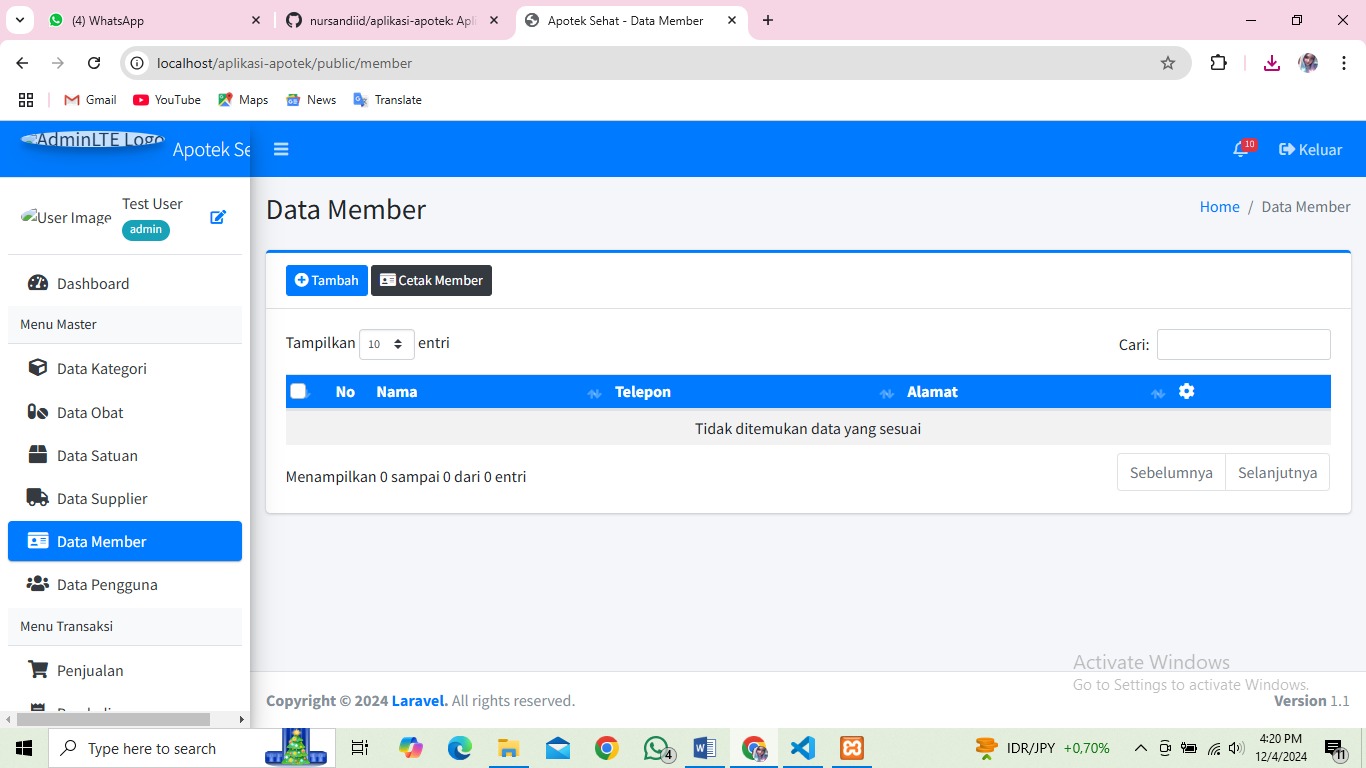 (4) WhatsApp
nursandiid/aplikasi-apotek: Apli
Apotek Sehat - Data Member
localhost/aplikasi-apotek/public/member
Gmail
YouTube
Maps
News
Translate
AdminLTE Logo
Apotek Se
10
Keluar
User Image
Test User
admin
Data Member
Home / Data Member
Dashboard
Menu Master
Data Kategori
Data Obat
Data Satuan
Data Supplier
Data Member
Data Pengguna
Menu Transaksi
Penjualan
Tambah
Cetak Member
Tampilkan 10 entri
Cari:
No Nama Telepon Alamat
Tidak ditemukan data yang sesuai
Menampilkan 0 sampai 0 dari 0 entri
Sebelumnya
Selanjutnya
Activate Windows
Go to Settings to activate Windows.
Copyright © 2024 Laravel. All rights reserved.
Version 1.1
Type here to search
4
IDR/JPY +0,70%
4:20 PM
12/4/2024
11